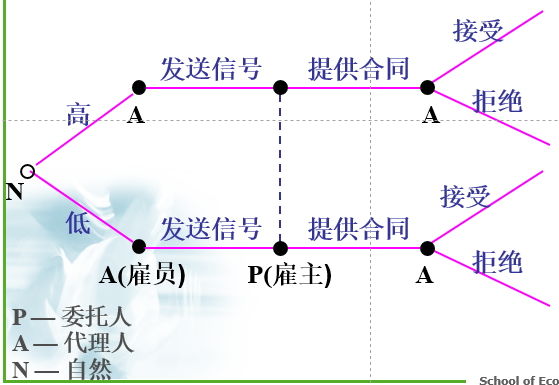 接受
发送信号 提供合同
高 拒绝
A A
N
接受
低 发送信号 提供合同
拒绝
A(雇员) P(雇主) A
P — 委托人
A — 代理人
N — 自然
School of Eco